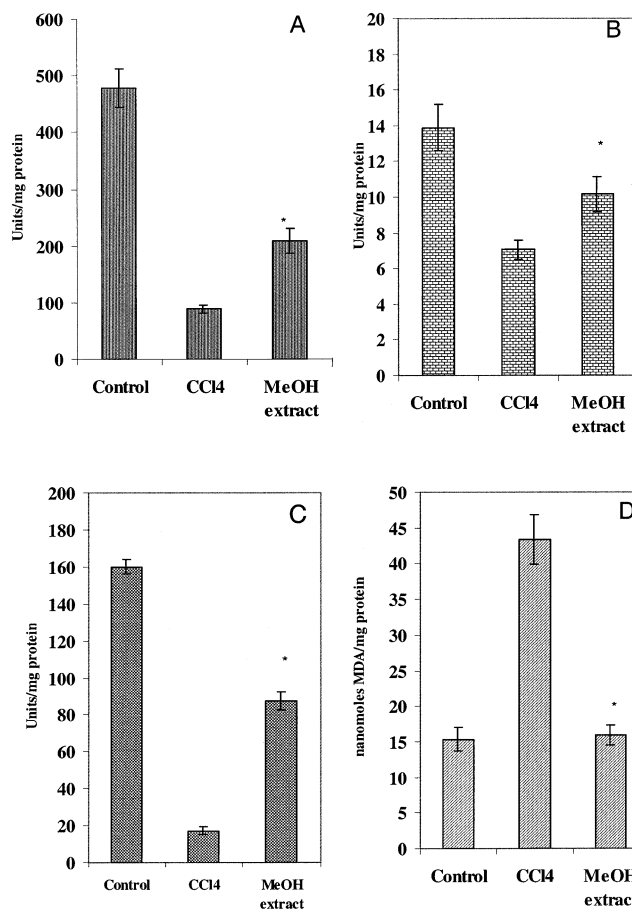 A
600
500
400
300
200
100
0
Units/mg protein
*
Control CCl4 MeOH
extract
B
20
18
16
14
12
10
8
6
4
2
0
Units/mg protein
*
Control CCl4 MeOH
extract
C
200
180
160
140
120
100
80
60
40
20
0
Units/mg protein
*
Control CCl4 MeOH
extract
D
50
45
40
35
30
25
20
15
10
5
0
nanomoles MDA/mg protein
*
Control CCl4 MeOH
extract